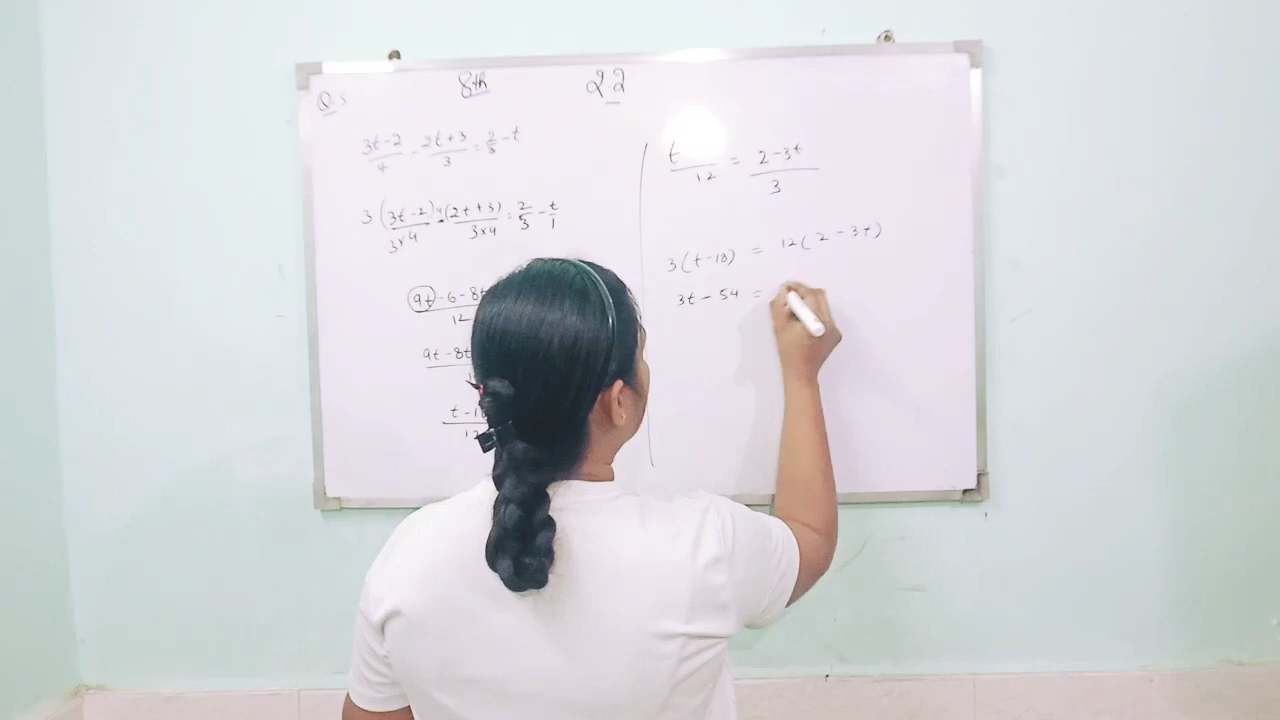 8th 22
Q.5
3t-2/4 - 2t+3/3 = 2/3 - t
3(3t-2)/3×4 - 4(2t+3)/3×4 = 2/3 - t/1
9t-6-8t
12
9t-8t
t-1
12
t / 12 = 2-3t / 3
3(t-18) = 12(2-3t)
3t-54 =